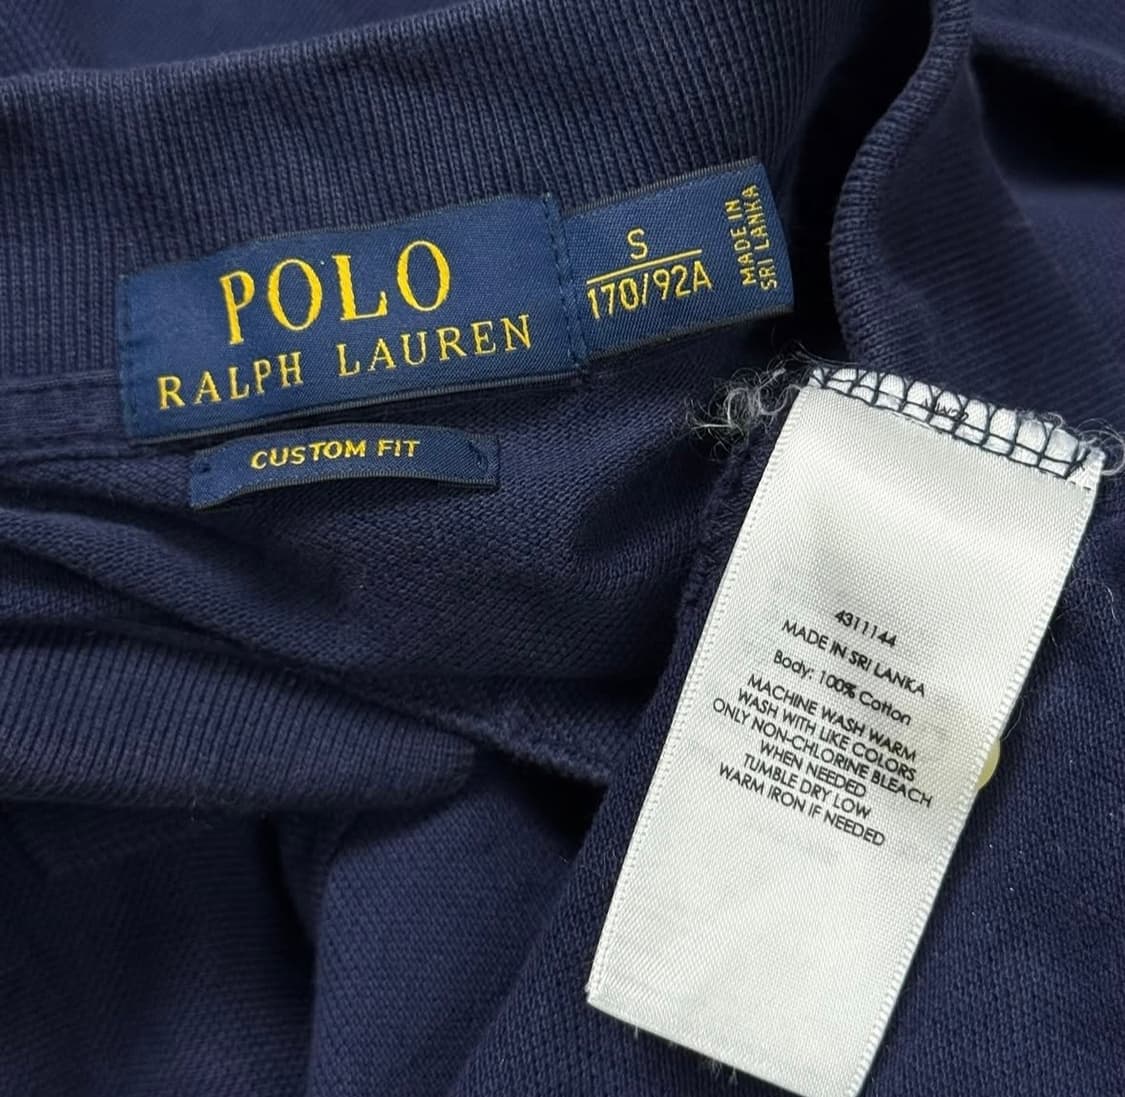 POLO
RALPH LAUREN
S
170/92A
MADE IN
SRI LANKA
CUSTOM FIT
4311144
MADE IN SRI LANKA
Body: 100% Cotton
MACHINE WASH WARM
WASH WITH LIKE COLORS
ONLY NON-CHLORINE BLEACH
WHEN NEEDED
TUMBLE DRY LOW
WARM IRON IF NEEDED